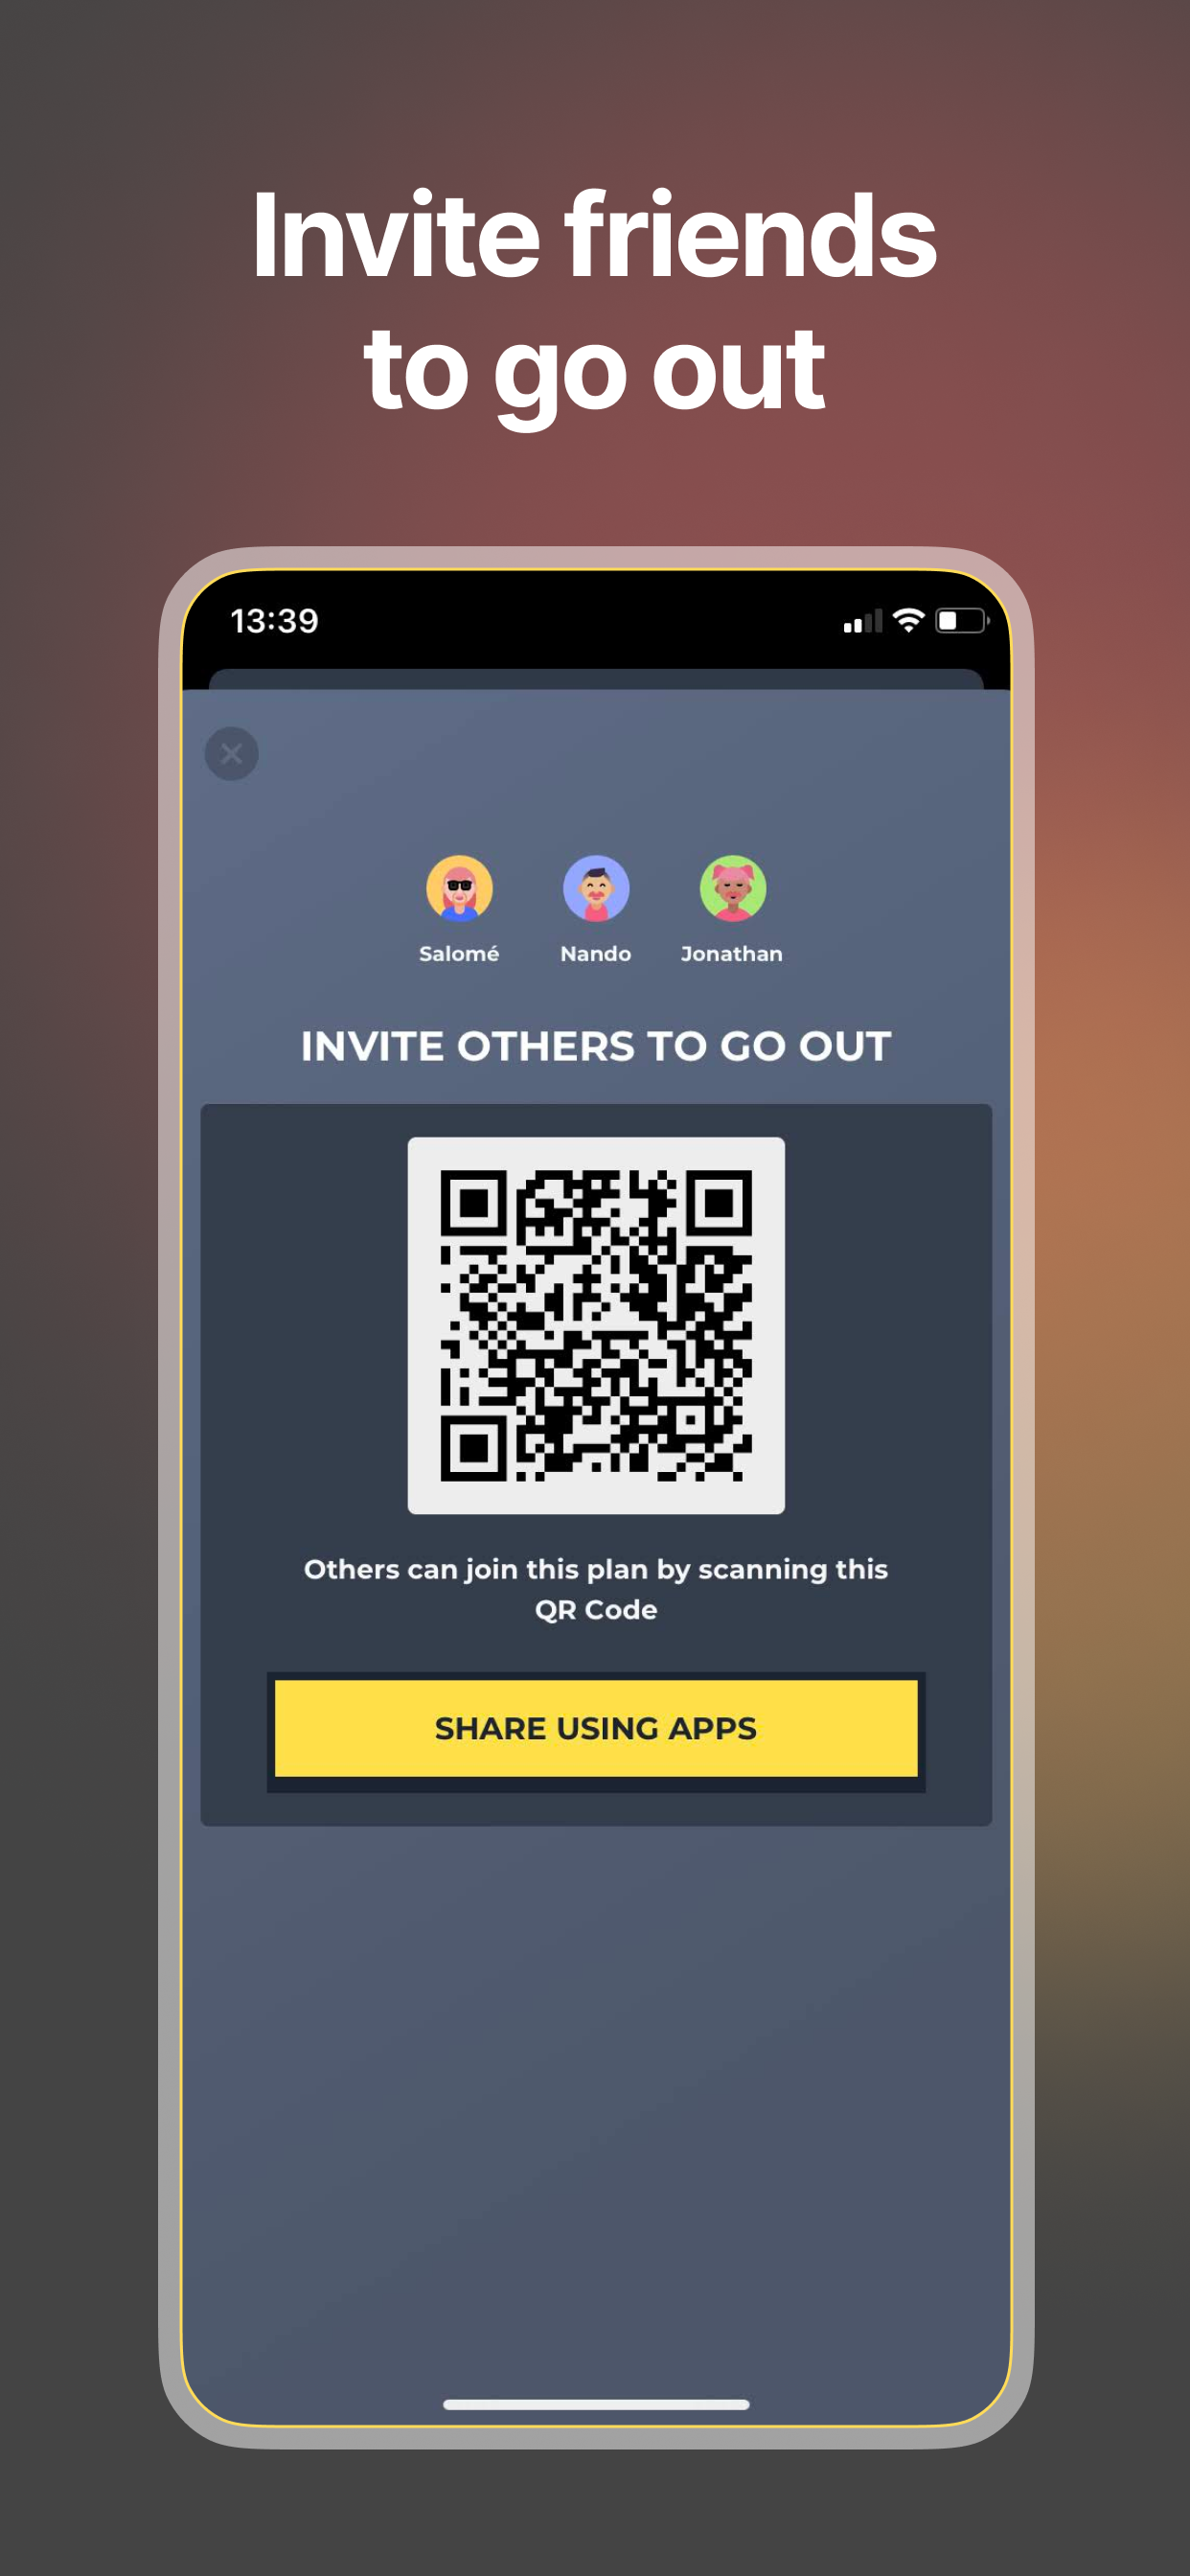 Invite friends
to go out
13:39
Salomé Nando Jonathan
INVITE OTHERS TO GO OUT
Others can join this plan by scanning this
QR Code
SHARE USING APPS